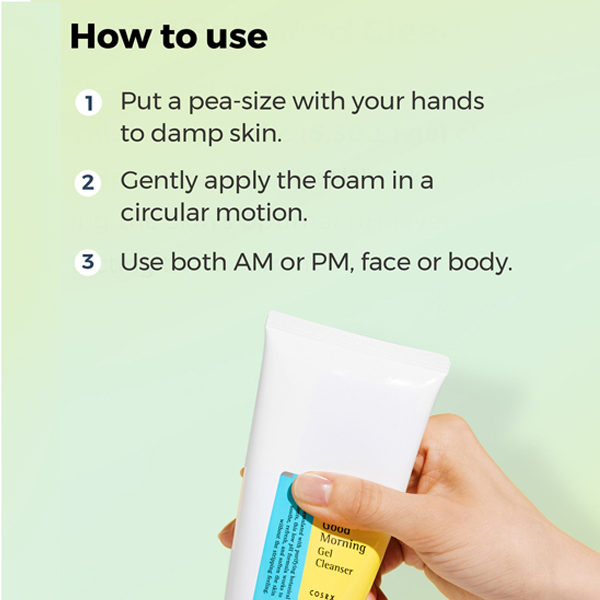 How to use
1 Put a pea-size with your hands
to damp skin.
2 Gently apply the foam in a
circular motion.
3 Use both AM or PM, face or body.
Good
Morning
Gel
Cleanser
COSRX